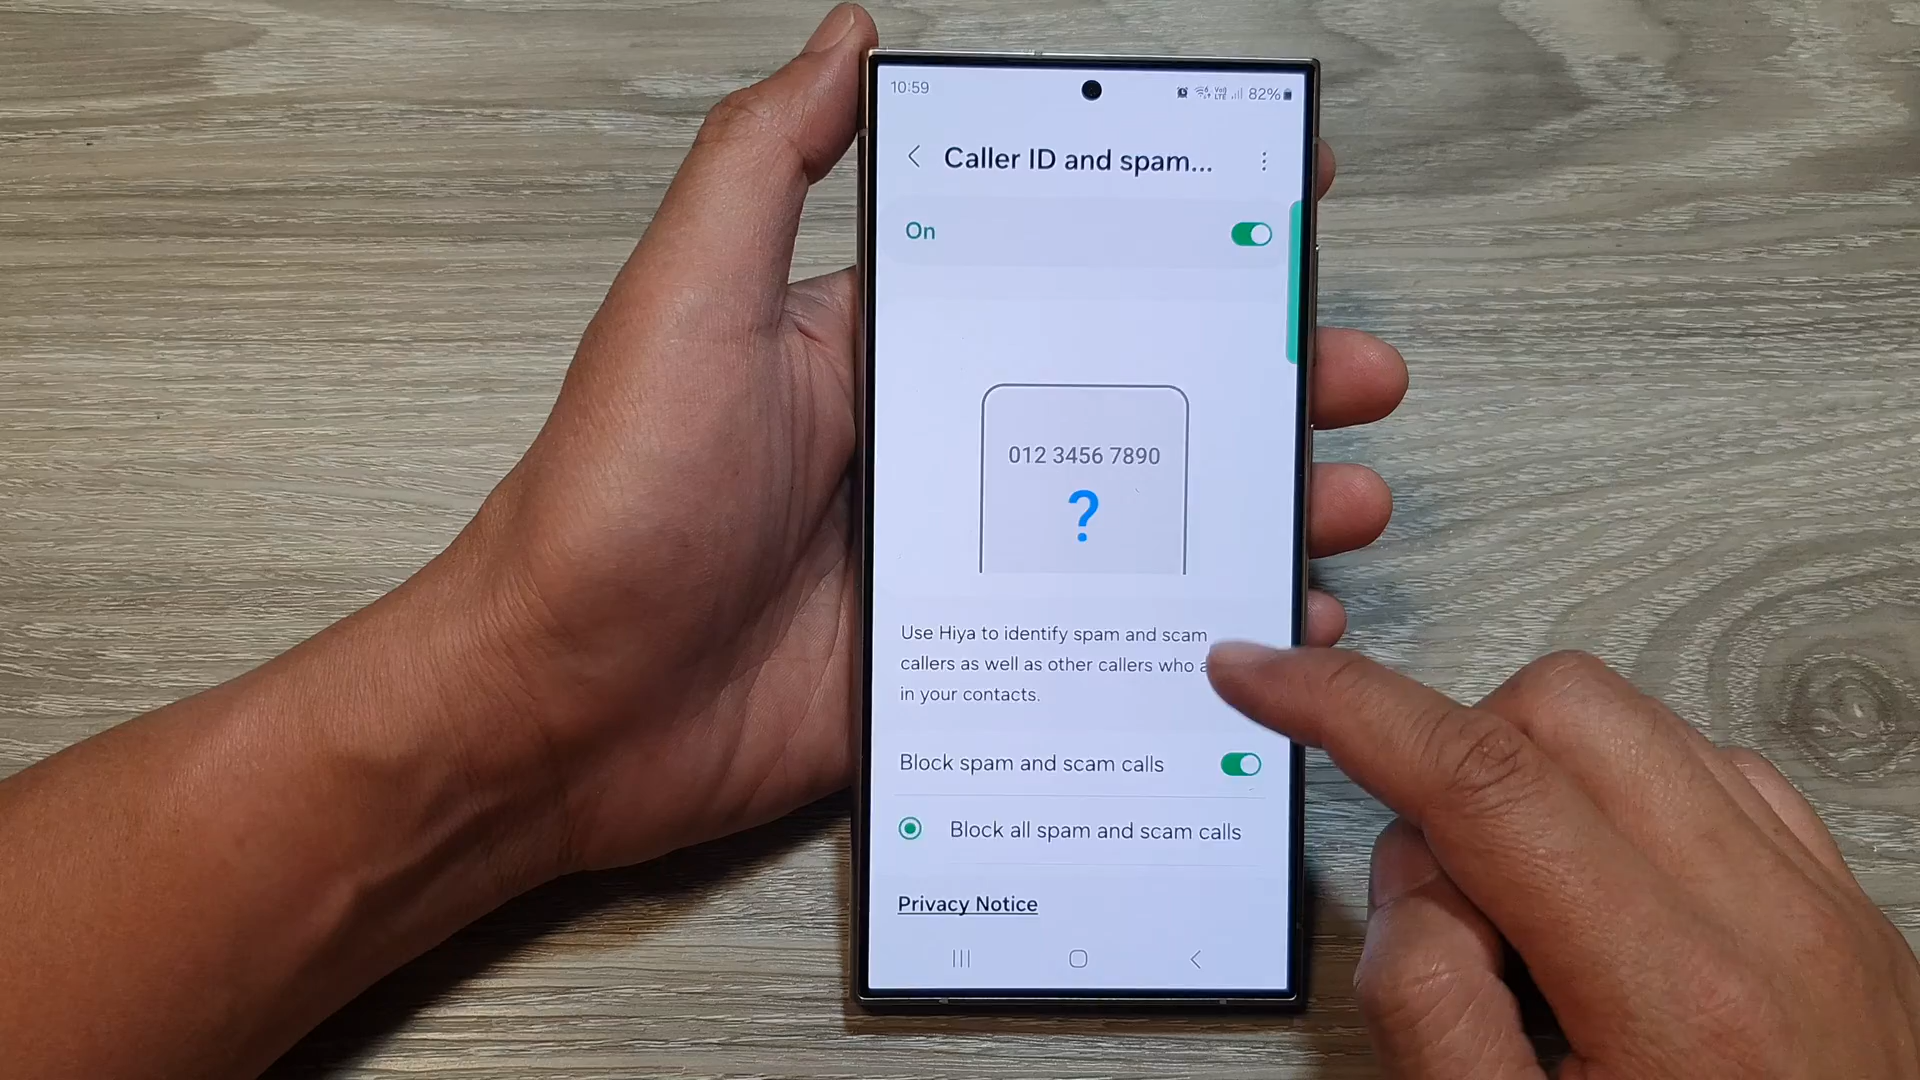 10:59
Vo) LTE 82%
Caller ID and spam...
On
012 3456 7890
?
Use Hiya to identify spam and scam
callers as well as other callers who
in your contacts.
Block spam and scam calls
Block all spam and scam calls
Privacy Notice